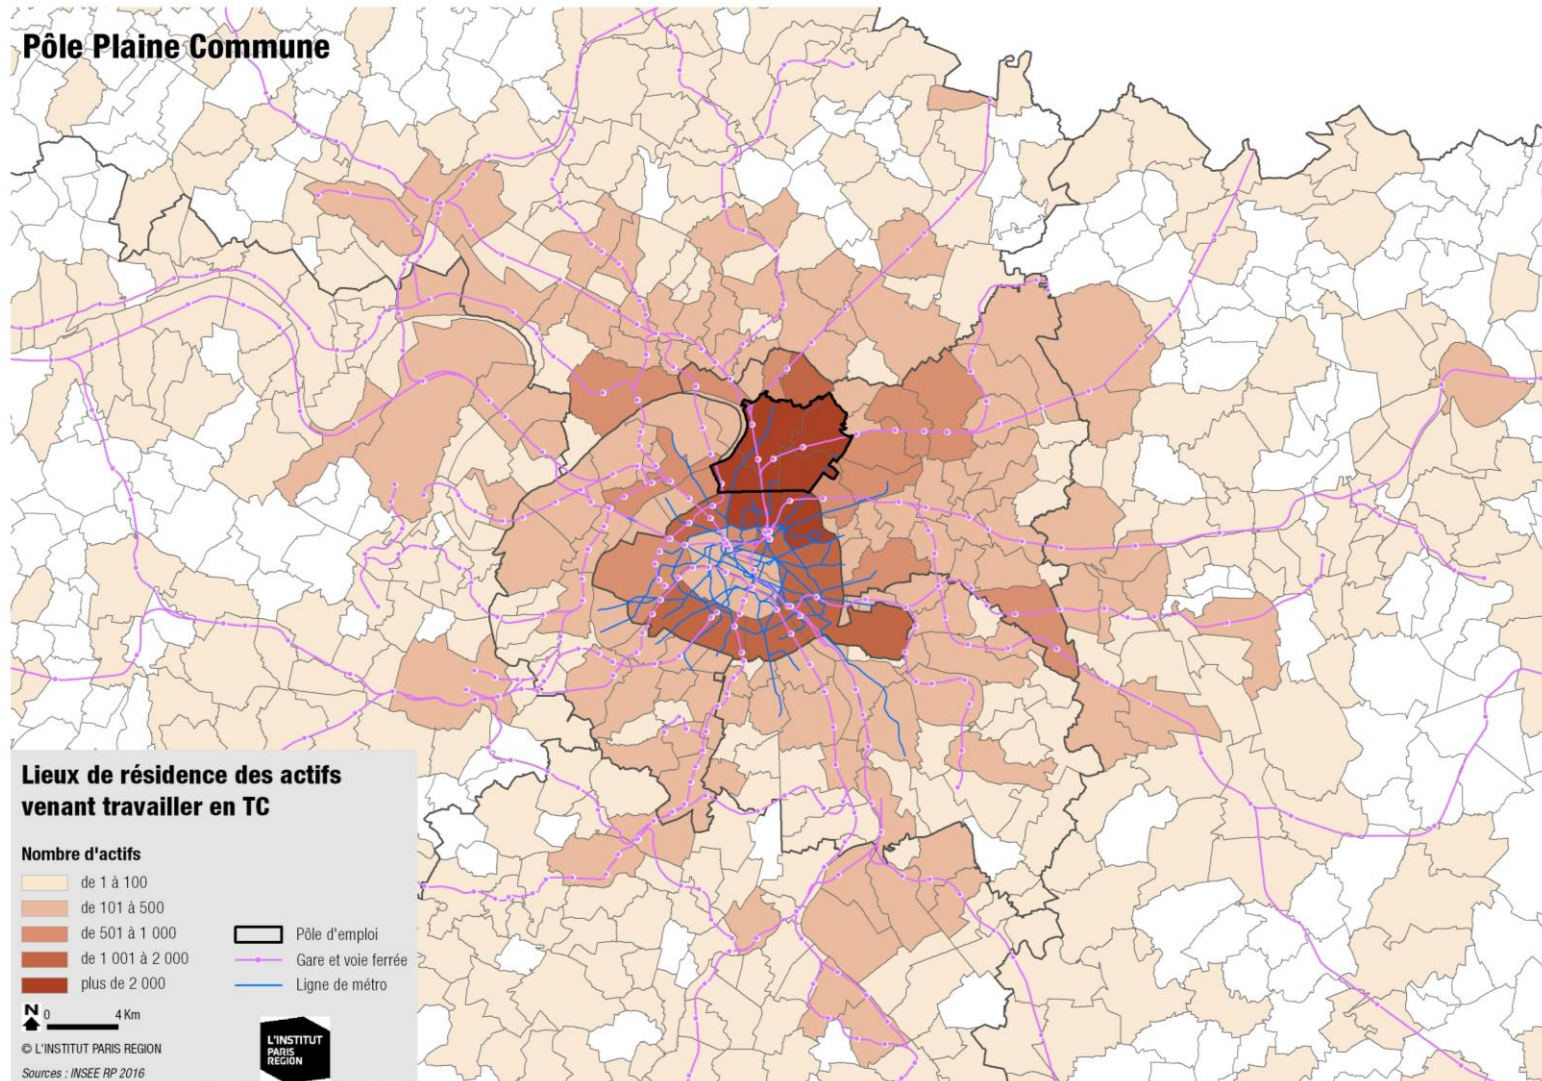 Pôle Plaine Commune
Lieux de résidence des actifs
venant travailler en TC
Nombre d'actifs
de 1 à 100
de 101 à 500
de 501 à 1 000
de 1 001 à 2 000
plus de 2 000
Pôle d'emploi
Gare et voie ferrée
Ligne de métro
N
0 4 Km
© L'INSTITUT PARIS REGION
Sources : INSEE RP 2016
L'INSTITUT
PARIS
REGION